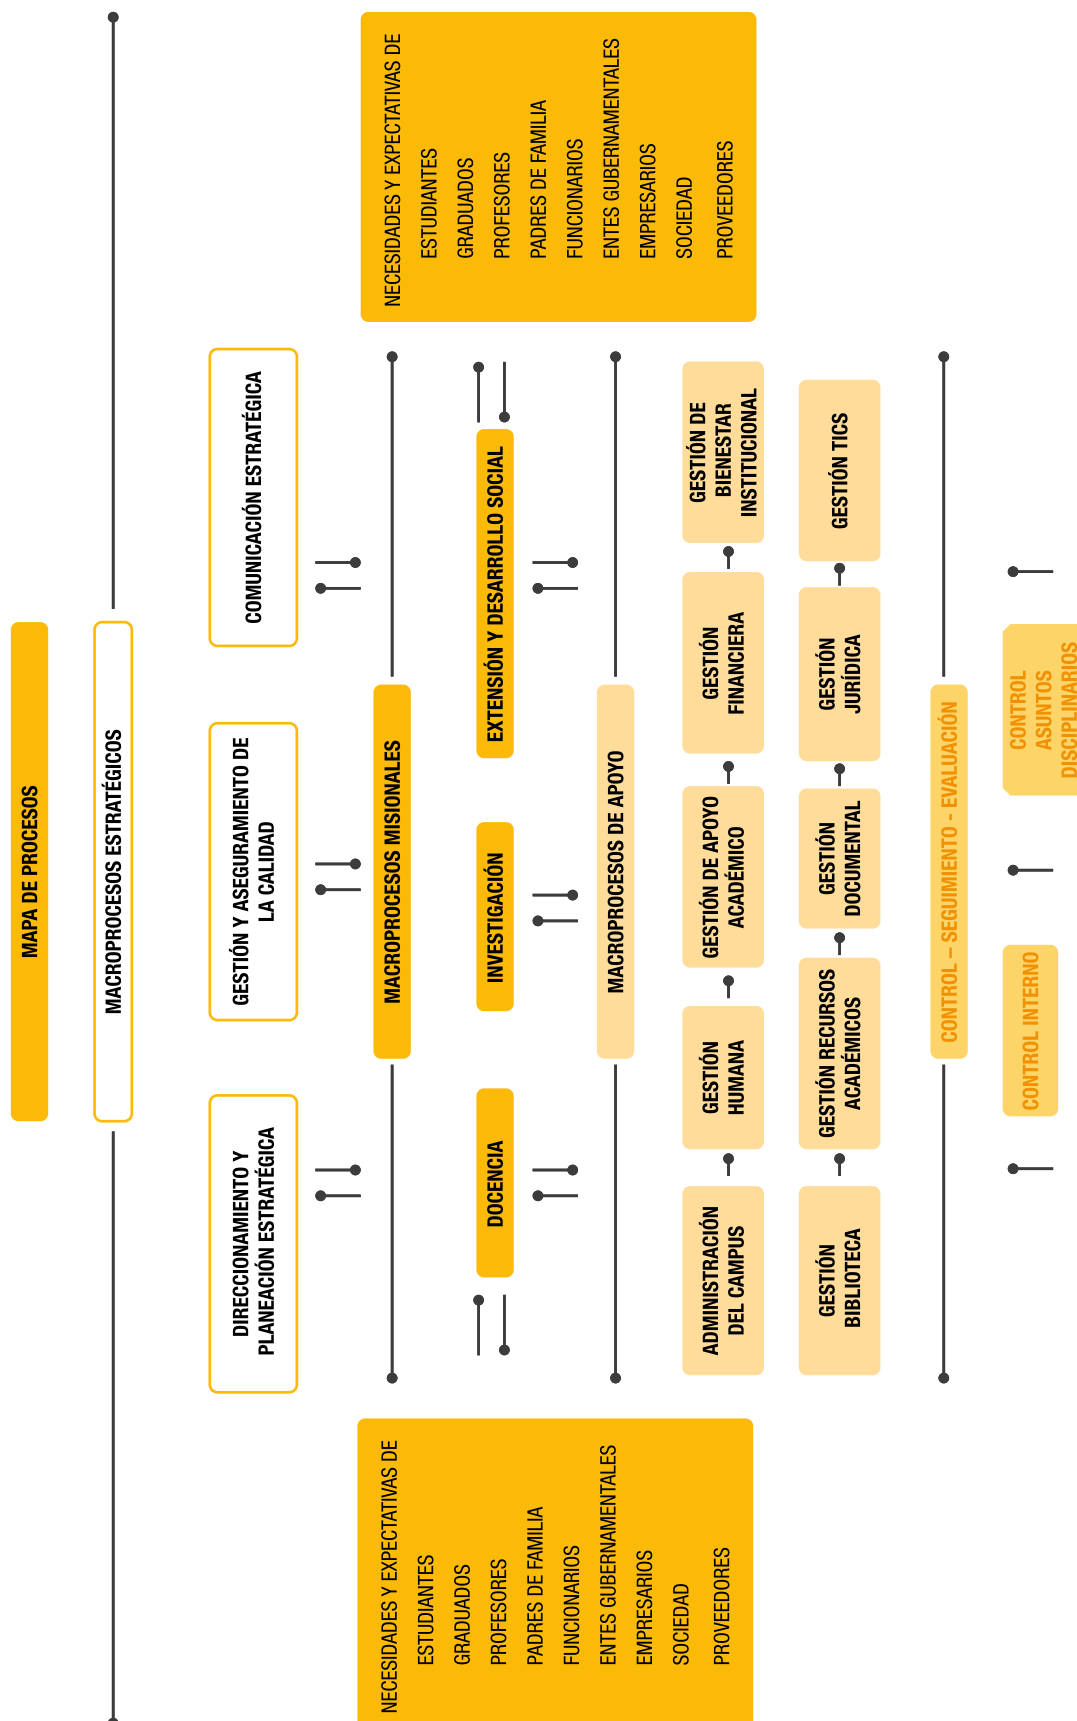 MAPA DE PROCESOS
MACROPROCESOS ESTRATÉGICOS
DIRECCIONAMIENTO Y
PLANEACIÓN ESTRATÉGICA
GESTIÓN Y ASEGURAMIENTO DE
LA CALIDAD
COMUNICACIÓN ESTRATÉGICA
NECESIDADES Y EXPECTATIVAS DE
ESTUDIANTES
GRADUADOS
PROFESORES
PADRES DE FAMILIA
FUNCIONARIOS
ENTES GUBERNAMENTALES
EMPRESARIOS
SOCIEDAD
PROVEEDORES
MACROPROCESOS MISIONALES
DOCENCIA
INVESTIGACIÓN
EXTENSIÓN Y DESARROLLO SOCIAL
MACROPROCESOS DE APOYO
ADMINISTRACIÓN
DEL CAMPUS
GESTIÓN
HUMANA
GESTIÓN DE APOYO
ACADÉMICO
GESTIÓN
FINANCIERA
GESTIÓN DE
BIENESTAR
INSTITUCIONAL
GESTIÓN
BIBLIOTECA
GESTIÓN RECURSOS
ACADÉMICOS
GESTIÓN
DOCUMENTAL
GESTIÓN
JURÍDICA
GESTIÓN TICS
NECESIDADES Y EXPECTATIVAS DE
ESTUDIANTES
GRADUADOS
PROFESORES
PADRES DE FAMILIA
FUNCIONARIOS
ENTES GUBERNAMENTALES
EMPRESARIOS
SOCIEDAD
PROVEEDORES
CONTROL – SEGUIMIENTO - EVALUACIÓN
CONTROL INTERNO
CONTROL
ASUNTOS
DISCIPLINARIOS